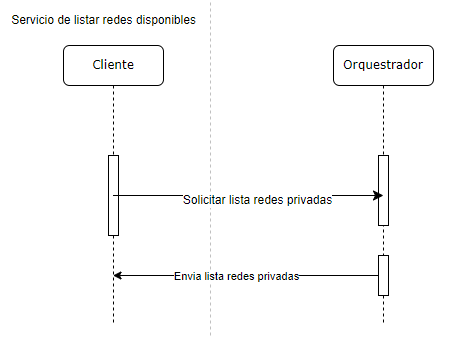 Servicio de listar redes disponibles
Cliente
Orquestrador
Solicitar lista redes privadas
Envia lista redes privadas